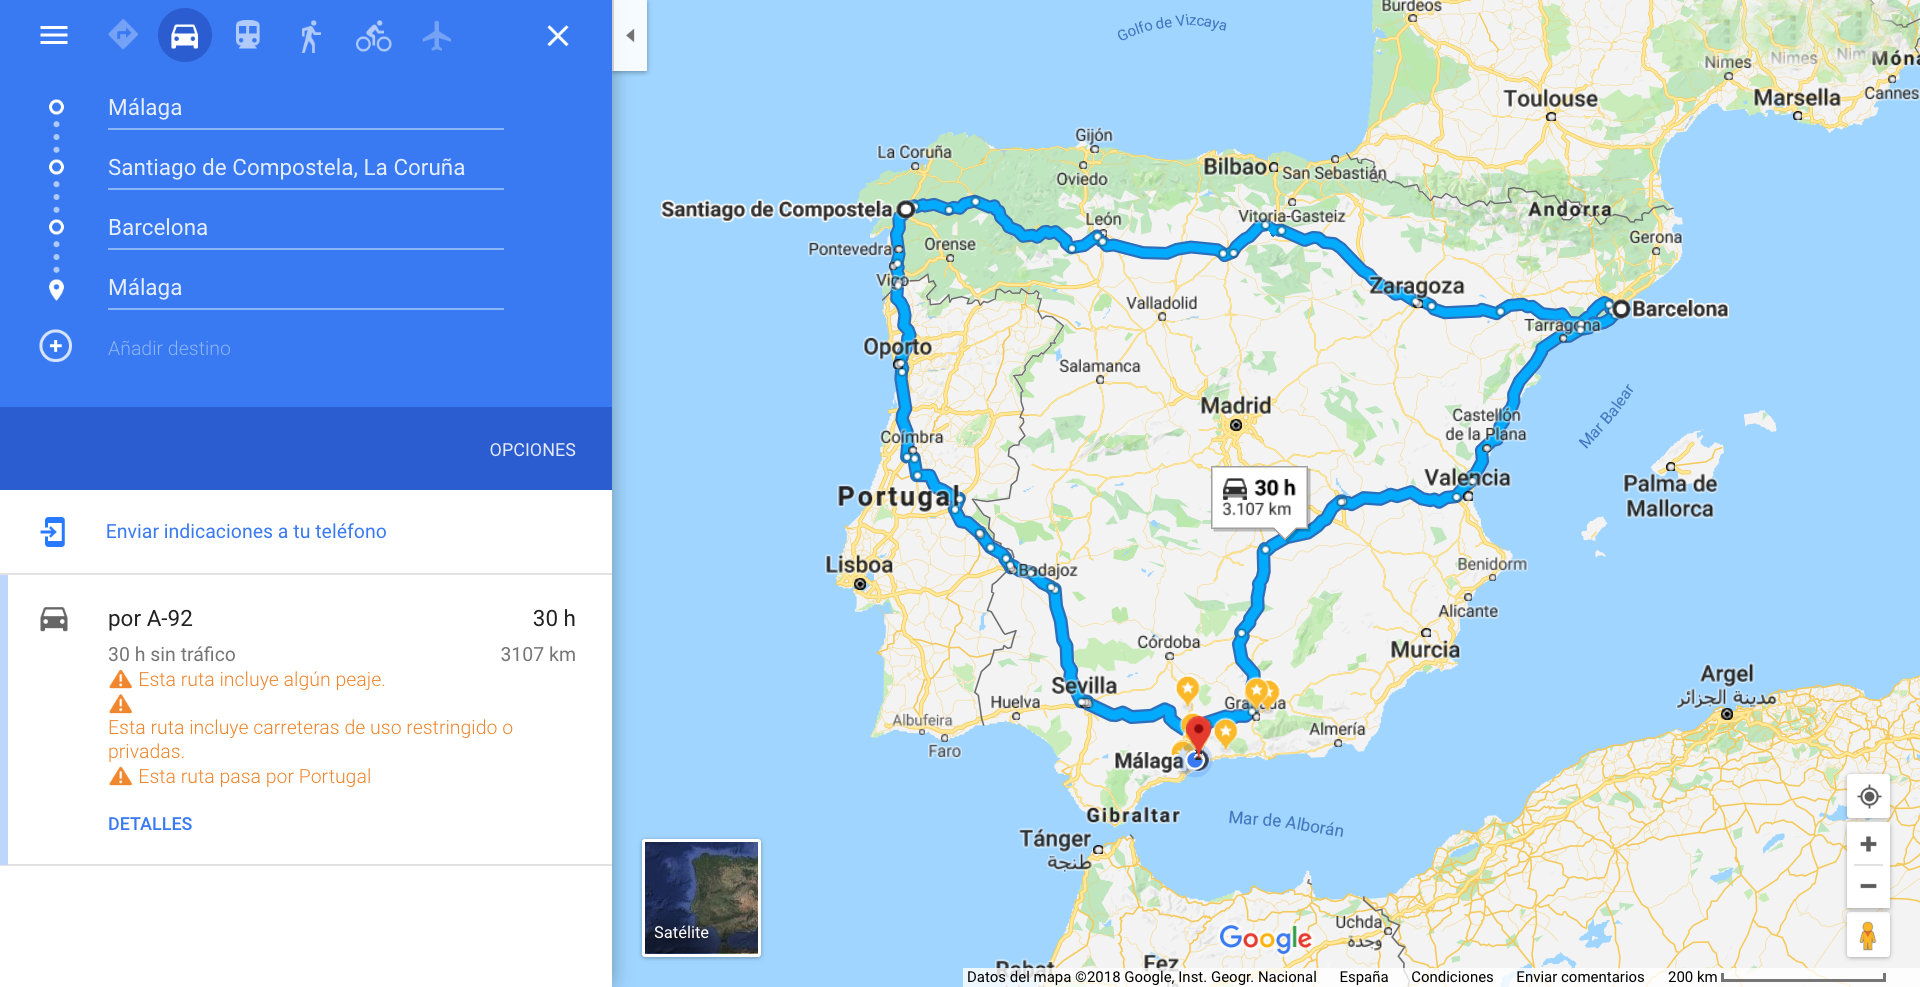 Málaga
Santiago de Compostela, La Coruña
Barcelona
Málaga
Añadir destino
OPCIONES
Enviar indicaciones a tu teléfono
por A-92
30 h
30 h sin tráfico
3107 km
Esta ruta incluye algún peaje.
Esta ruta incluye carreteras de uso restringido o
privadas.
Esta ruta pasa por Portugal
DETALLES
Golfo de Vizcaya
Burdeos
Nimes
Nimes
Nim
Món
Toulouse
Marsella
Cannes
Gijón
La Coruña
Oviedo
Bilbao
San Sebastián
Santiago de Compostela
León
Vitoria-Gasteiz
Andorra
Pontevedra
Orense
Gerona
Vigo
Valladolid
Zaragoza
Barcelona
Tarragona
Oporto
Salamanca
Madrid
Castellón
de la Plana
Mar Balear
Coímbra
Portugal
30 h
3.107 km
Valencia
Palma de
Mallorca
Lisboa
Badajoz
Benidorm
Alicante
Córdoba
Murcia
Sevilla
Huelva
Granada
Argel
مدينة الجزائر
Albufeira
Faro
Almería
Málaga
Gibraltar
Mar de Alborán
Tánger
طنجة
Satélite
Uchda
وجدة
Google
Rabat
Fez
Datos del mapa ©2018 Google, Inst. Geogr. Nacional
España
Condiciones
Enviar comentarios
200 km